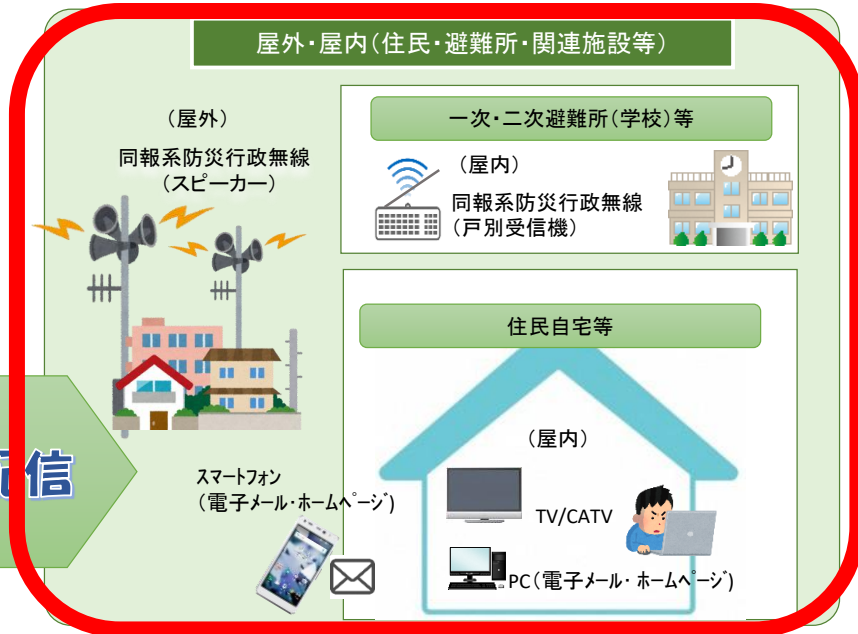 屋外・屋内(住民・避難所・関連施設等)
(屋外)
同報系防災行政無線
(スピーカー)
一次・二次避難所(学校)等
(屋内)
同報系防災行政無線
(戸別受信機)
住民自宅等
(屋内)
TV/CATV
PC(電子メール・ホームページ)
スマートフォン
(電子メール・ホームページ)
配信